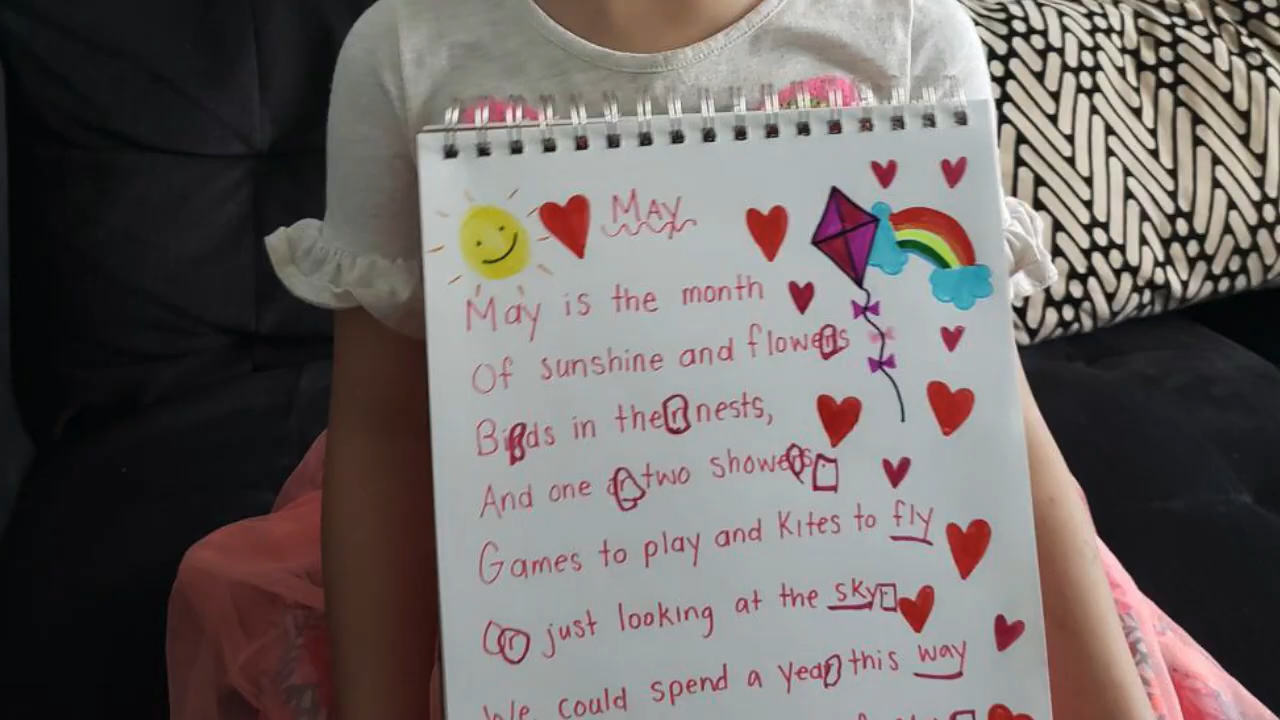 May
May is the month
Of sunshine and flowers
Birds in their nests,
And one or two showers.
Games to play and Kites to fly
Or just looking at the sky.
We could spend a year this way